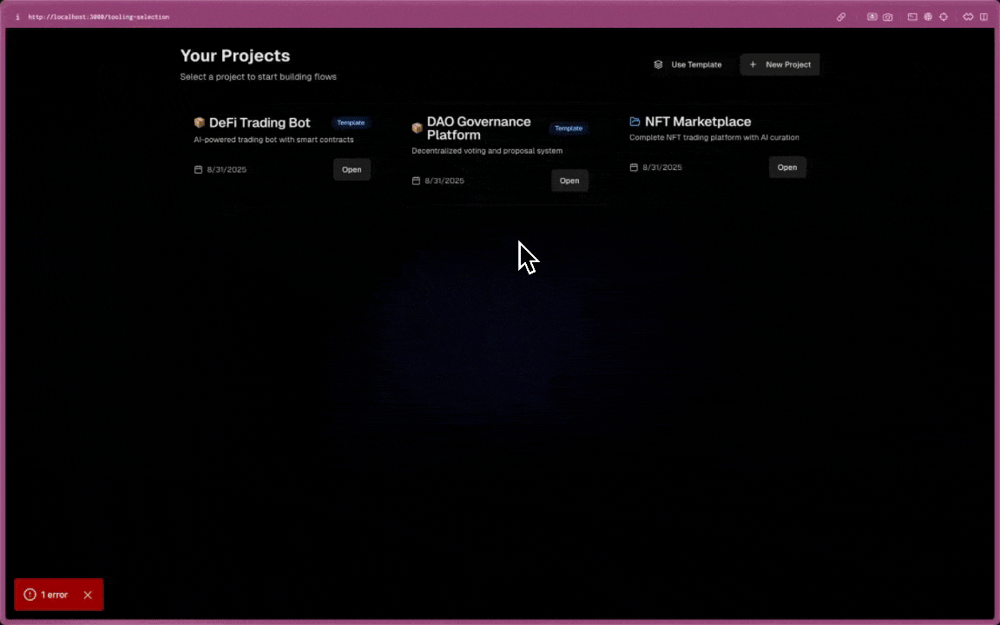 http://localhost:3000/tooling-selection
Your Projects
Select a project to start building flows
Use Template
New Project
DeFi Trading Bot
Template
AI-powered trading bot with smart contracts
8/31/2025
Open
DAO Governance
Platform
Template
Decentralized voting and proposal system
8/31/2025
Open
NFT Marketplace
Complete NFT trading platform with AI curation
8/31/2025
Open
1 error